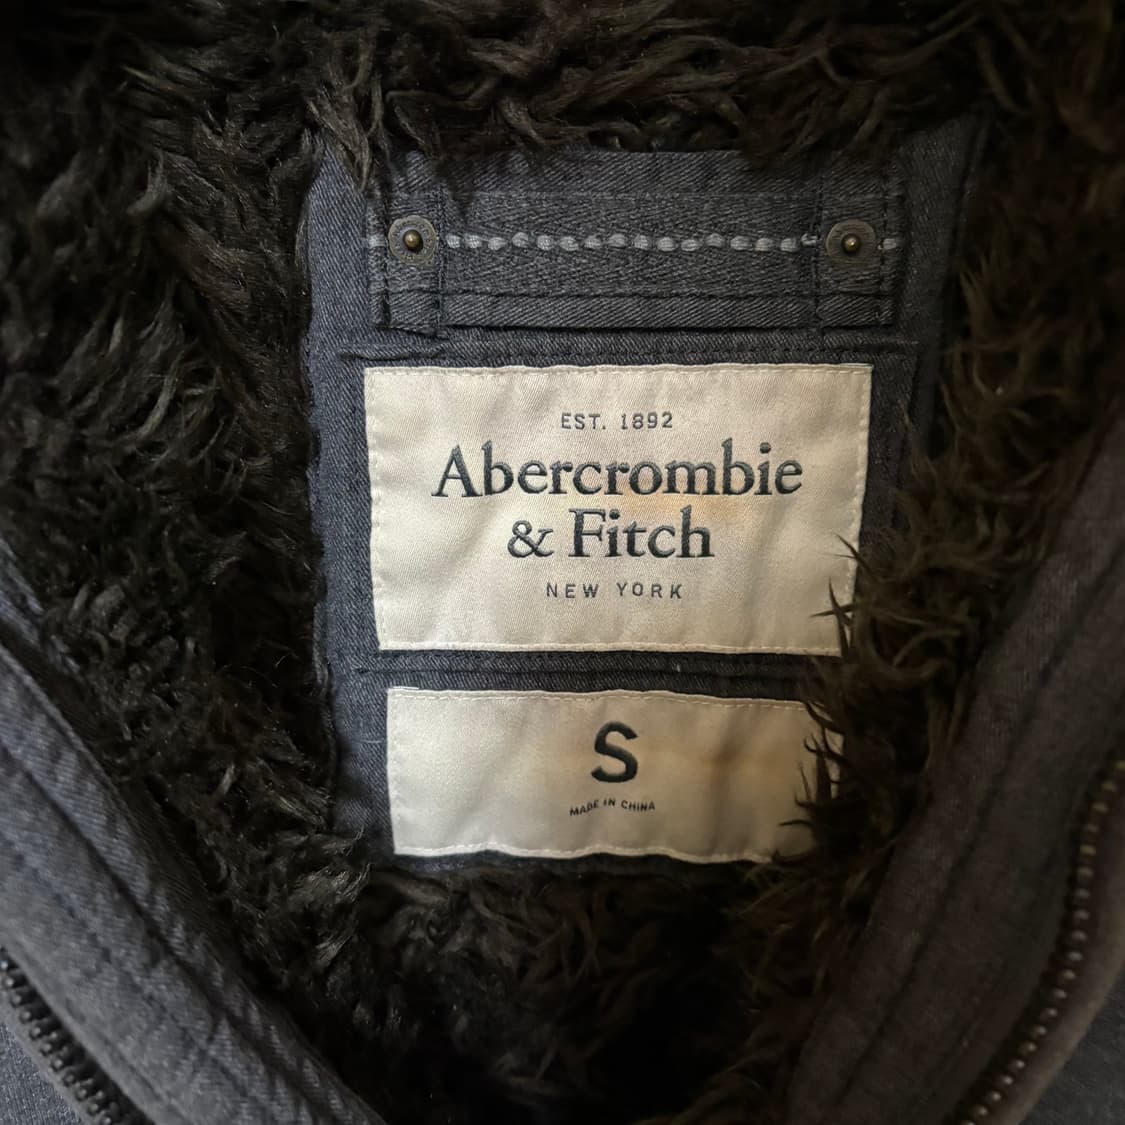 EST. 1892
Abercrombie
& Fitch
NEW YORK
S
MADE IN CHINA